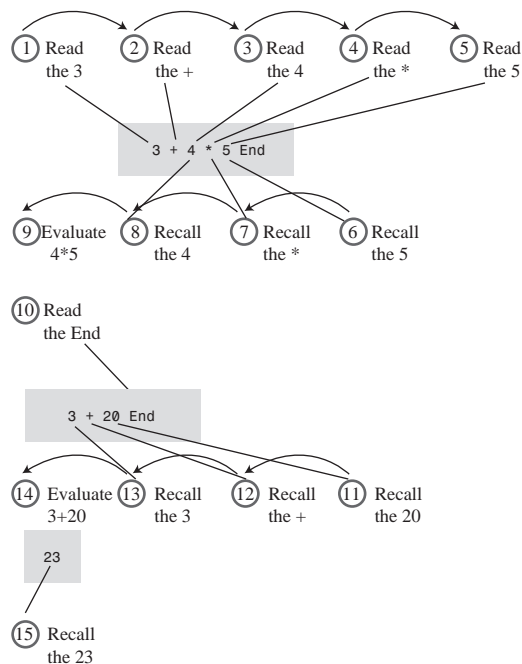 1 Read the 3
2 Read the +
3 Read the 4
4 Read the *
5 Read the 5
3 + 4 * 5 End
9 Evaluate 4*5
8 Recall the 4
7 Recall the *
6 Recall the 5
10 Read the End
3 + 20 End
14 Evaluate 3+20
13 Recall the 3
12 Recall the +
11 Recall the 20
23
15 Recall the 23